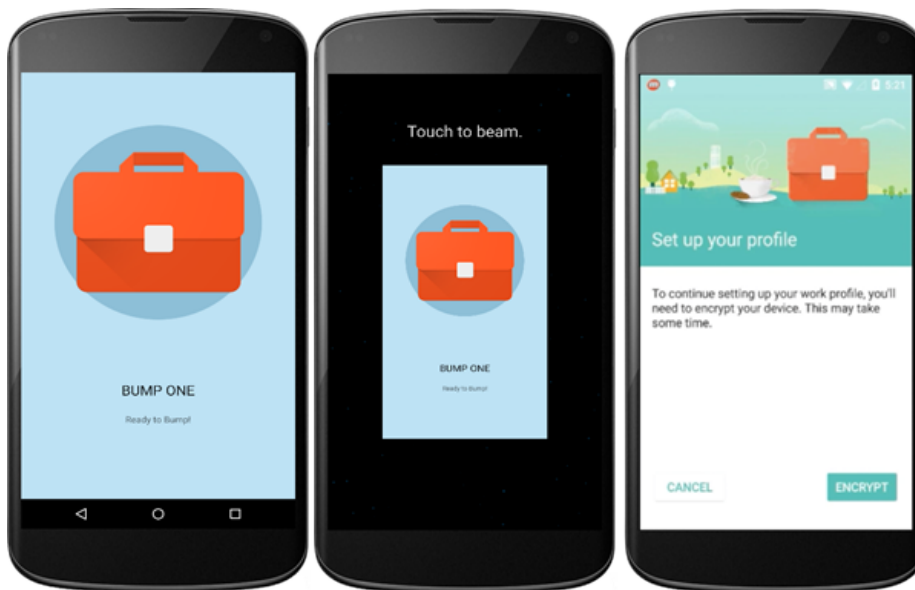 BUMP ONE
Ready to Bump!
Touch to beam.
BUMP ONE
Ready to Bump!
5:21
Set up your profile
To continue setting up your work profile, you'll
need to encrypt your device. This may take
some time.
CANCEL
ENCRYPT